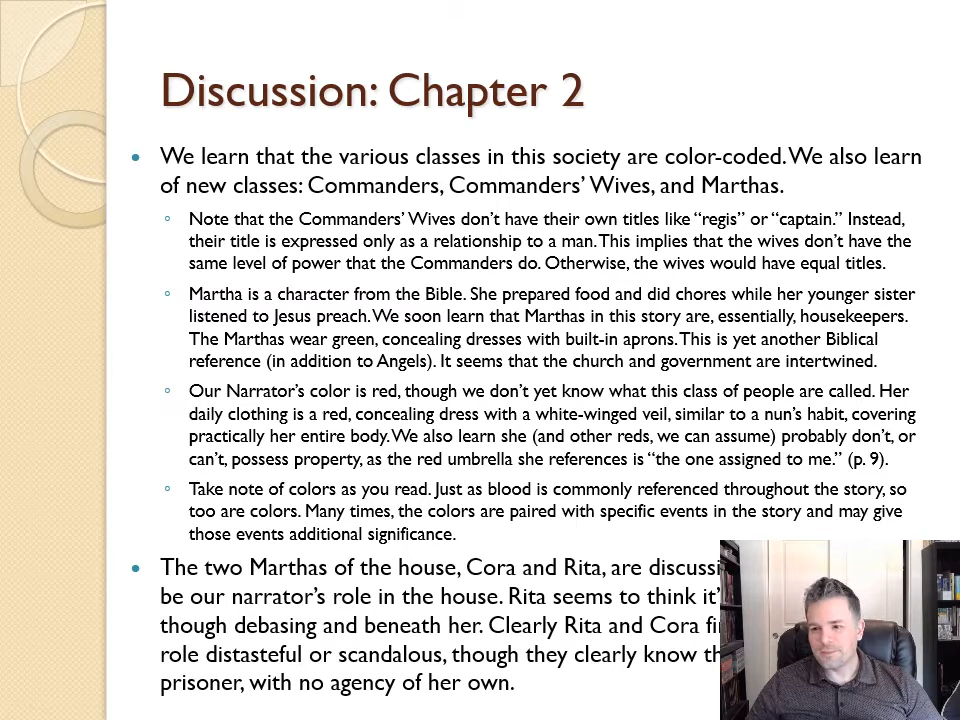 Discussion: Chapter 2
We learn that the various classes in this society are color-coded. We also learn
of new classes: Commanders, Commanders’ Wives, and Marthas.
Note that the Commanders’ Wives don’t have their own titles like “regis” or “captain.” Instead,
their title is expressed only as a relationship to a man. This implies that the wives don’t have the
same level of power that the Commanders do. Otherwise, the wives would have equal titles.
Martha is a character from the Bible. She prepared food and did chores while her younger sister
listened to Jesus preach. We soon learn that Marthas in this story are, essentially, housekeepers.
The Marthas wear green, concealing dresses with built-in aprons. This is yet another Biblical
reference (in addition to Angels). It seems that the church and government are intertwined.
Our Narrator’s color is red, though we don’t yet know what this class of people are called. Her
daily clothing is a red, concealing dress with a white-winged veil, similar to a nun’s habit, covering
practically her entire body. We also learn she (and other reds, we can assume) probably don’t, or
can’t, possess property, as the red umbrella she references is “the one assigned to me.” (p. 9).
Take note of colors as you read. Just as blood is commonly referenced throughout the story, so
too are colors. Many times, the colors are paired with specific events in the story and may give
those events additional significance.
The two Marthas of the house, Cora and Rita, are
be our narrator’s role in the house. Rita seems to think
though debasing and beneath her. Clearly Rita and Cora
role distasteful or scandalous, though they clearly know
prisoner, with no agency of her own.